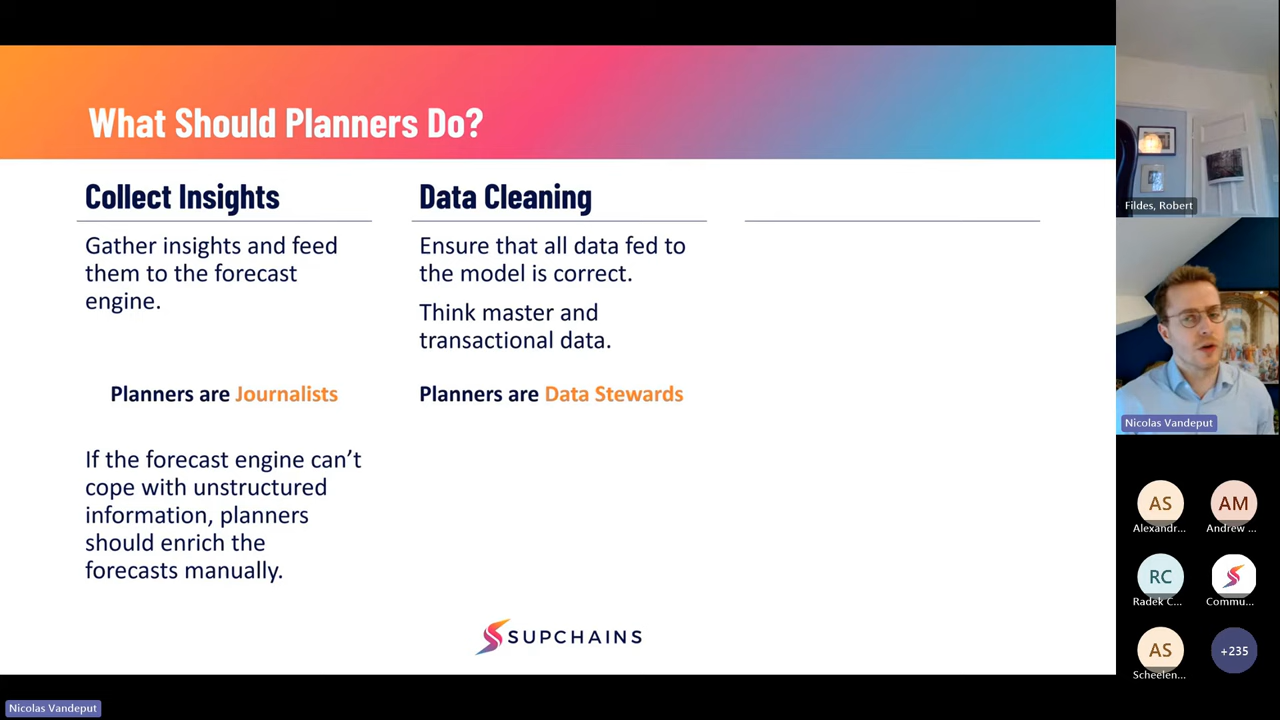 What Should Planners Do?
Collect Insights
Gather insights and feed
them to the forecast
engine.
Planners are Journalists
If the forecast engine can’t
cope with unstructured
information, planners
should enrich the
forecasts manually.
Data Cleaning
Ensure that all data fed to
the model is correct.
Think master and
transactional data.
Planners are Data Stewards
SUPCHAINS
Fildes, Robert
Nicolas Vandeput
AS
Alexandr...
AM
Andrew ...
RC
Radek C...
Commu...
AS
Scheelen...
+235
Nicolas Vandeput